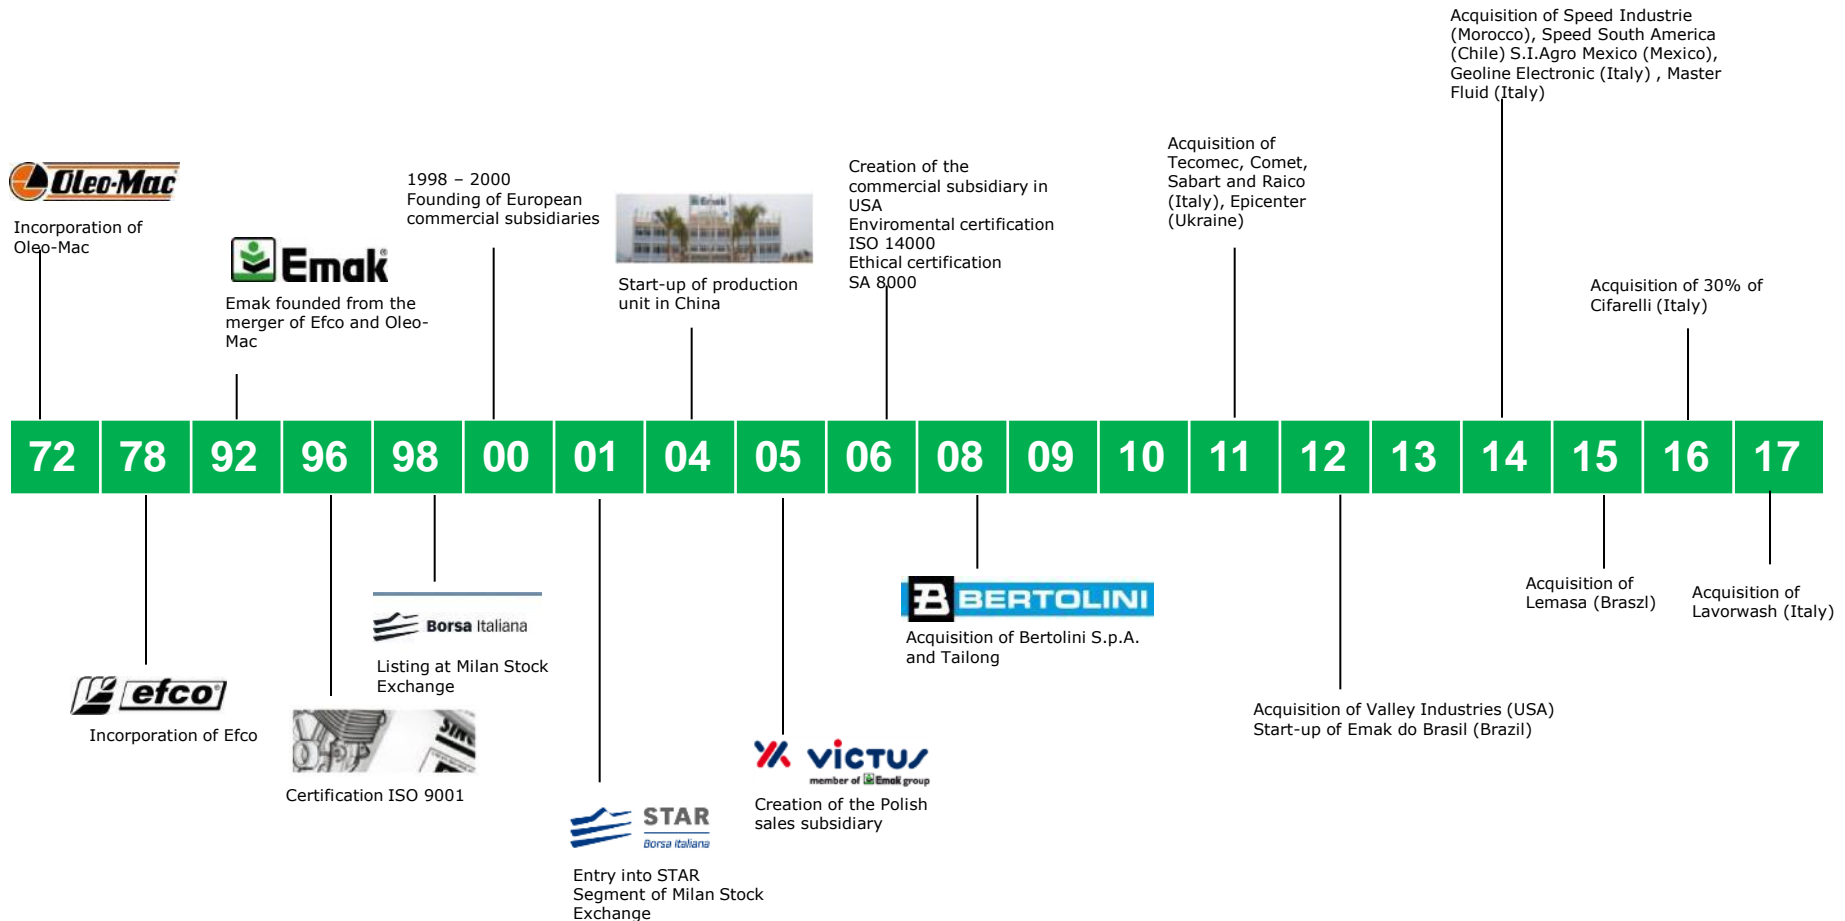 Acquisition of Speed Industrie
(Morocco), Speed South America
(Chile) S.I.Agro Mexico (Mexico),
Geoline Electronic (Italy) , Master
Fluid (Italy)
Oleo-Mac
Incorporation of
Oleo-Mac
Emak
Emak founded from the
merger of Efco and Oleo-
Mac
1998 – 2000
Founding of European
commercial subsidiaries
Emak
Start-up of production
unit in China
Creation of the
commercial subsidiary in
USA
Enviromental certification
ISO 14000
Ethical certification
SA 8000
Acquisition of
Tecomec, Comet,
Sabart and Raico
(Italy), Epicenter
(Ukraine)
Acquisition of 30% of
Cifarelli (Italy)
72 78 92 96 98 00 01 04 05 06 08 09 10 11 12 13 14 15 16 17
efco
Incorporation of Efco
Certification ISO 9001
Borsa Italiana
Listing at Milan Stock
Exchange
STAR
Borsa Italiana
Entry into STAR
Segment of Milan Stock
Exchange
VICTUS
member of Emak group
Creation of the Polish
sales subsidiary
B BERTOLINI
Acquisition of Bertolini S.p.A.
and Tailong
Acquisition of Valley Industries (USA)
Start-up of Emak do Brasil (Brazil)
Acquisition of
Lemasa (Braszl)
Acquisition of
Lavorwash (Italy)